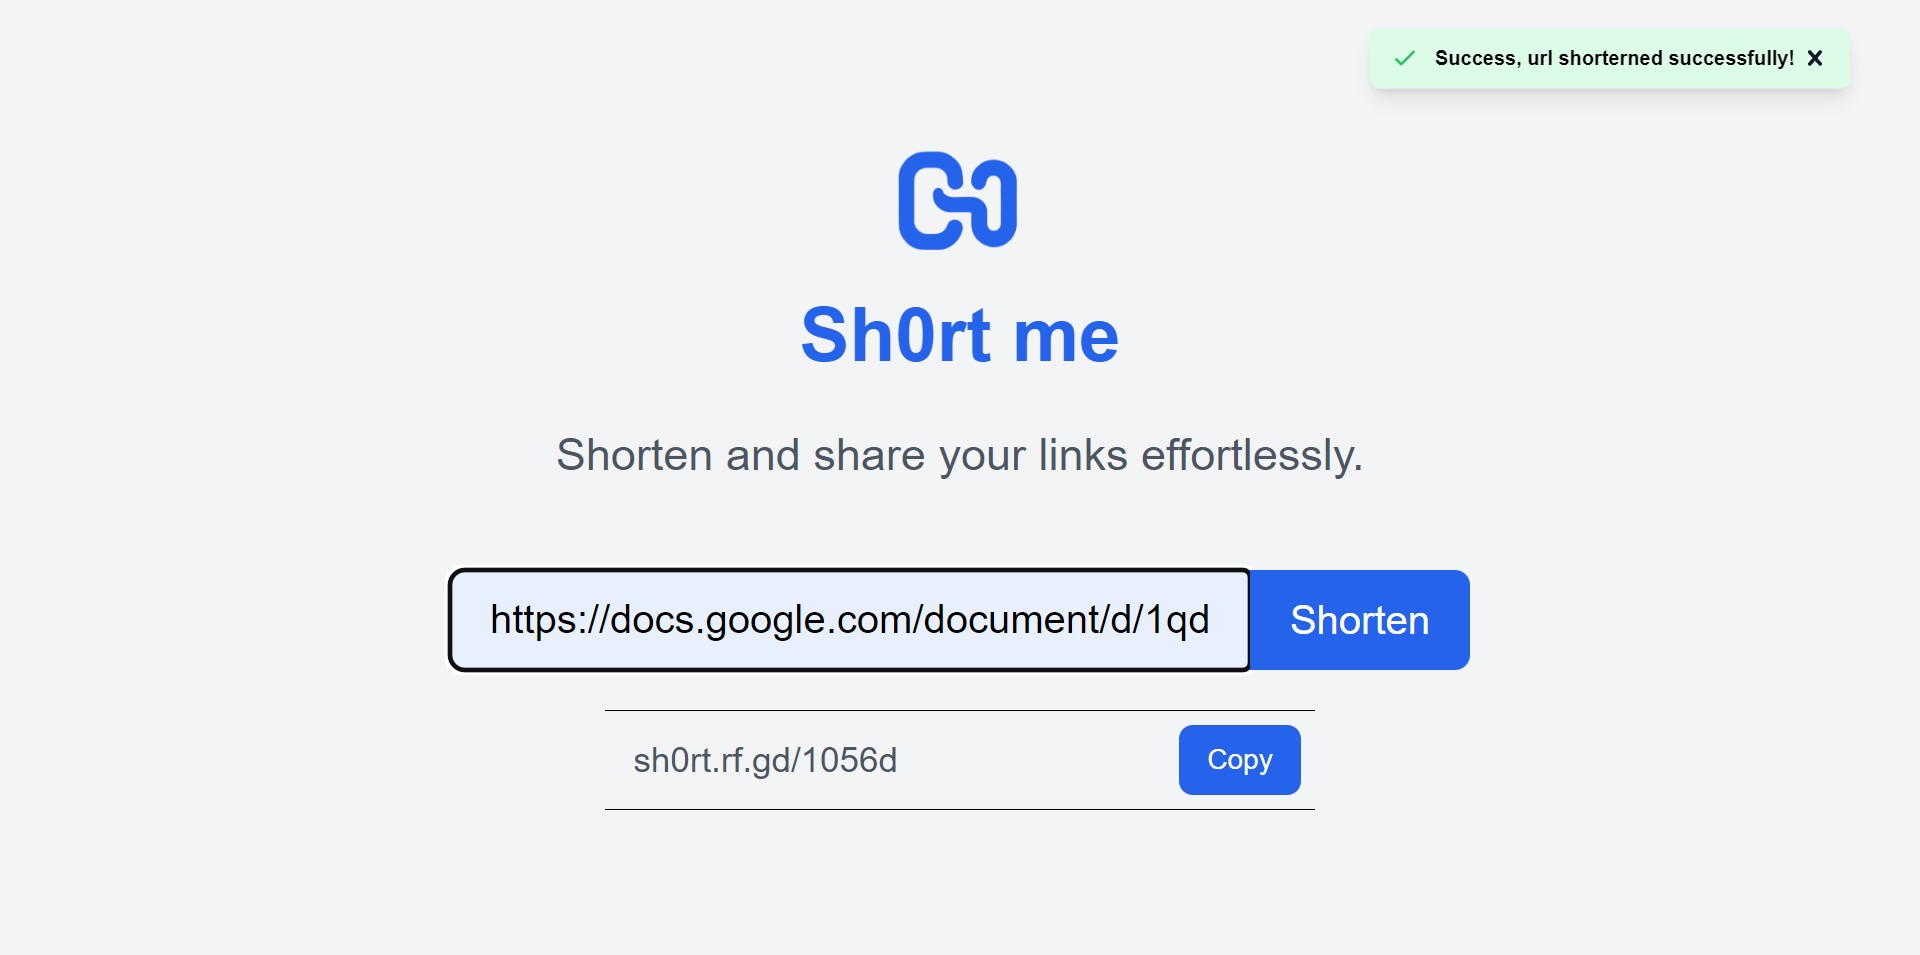 Success, url shorterned successfully!
Sh0rt me
Shorten and share your links effortlessly.
https://docs.google.com/document/d/1qd
Shorten
sh0rt.rf.gd/1056d
Copy